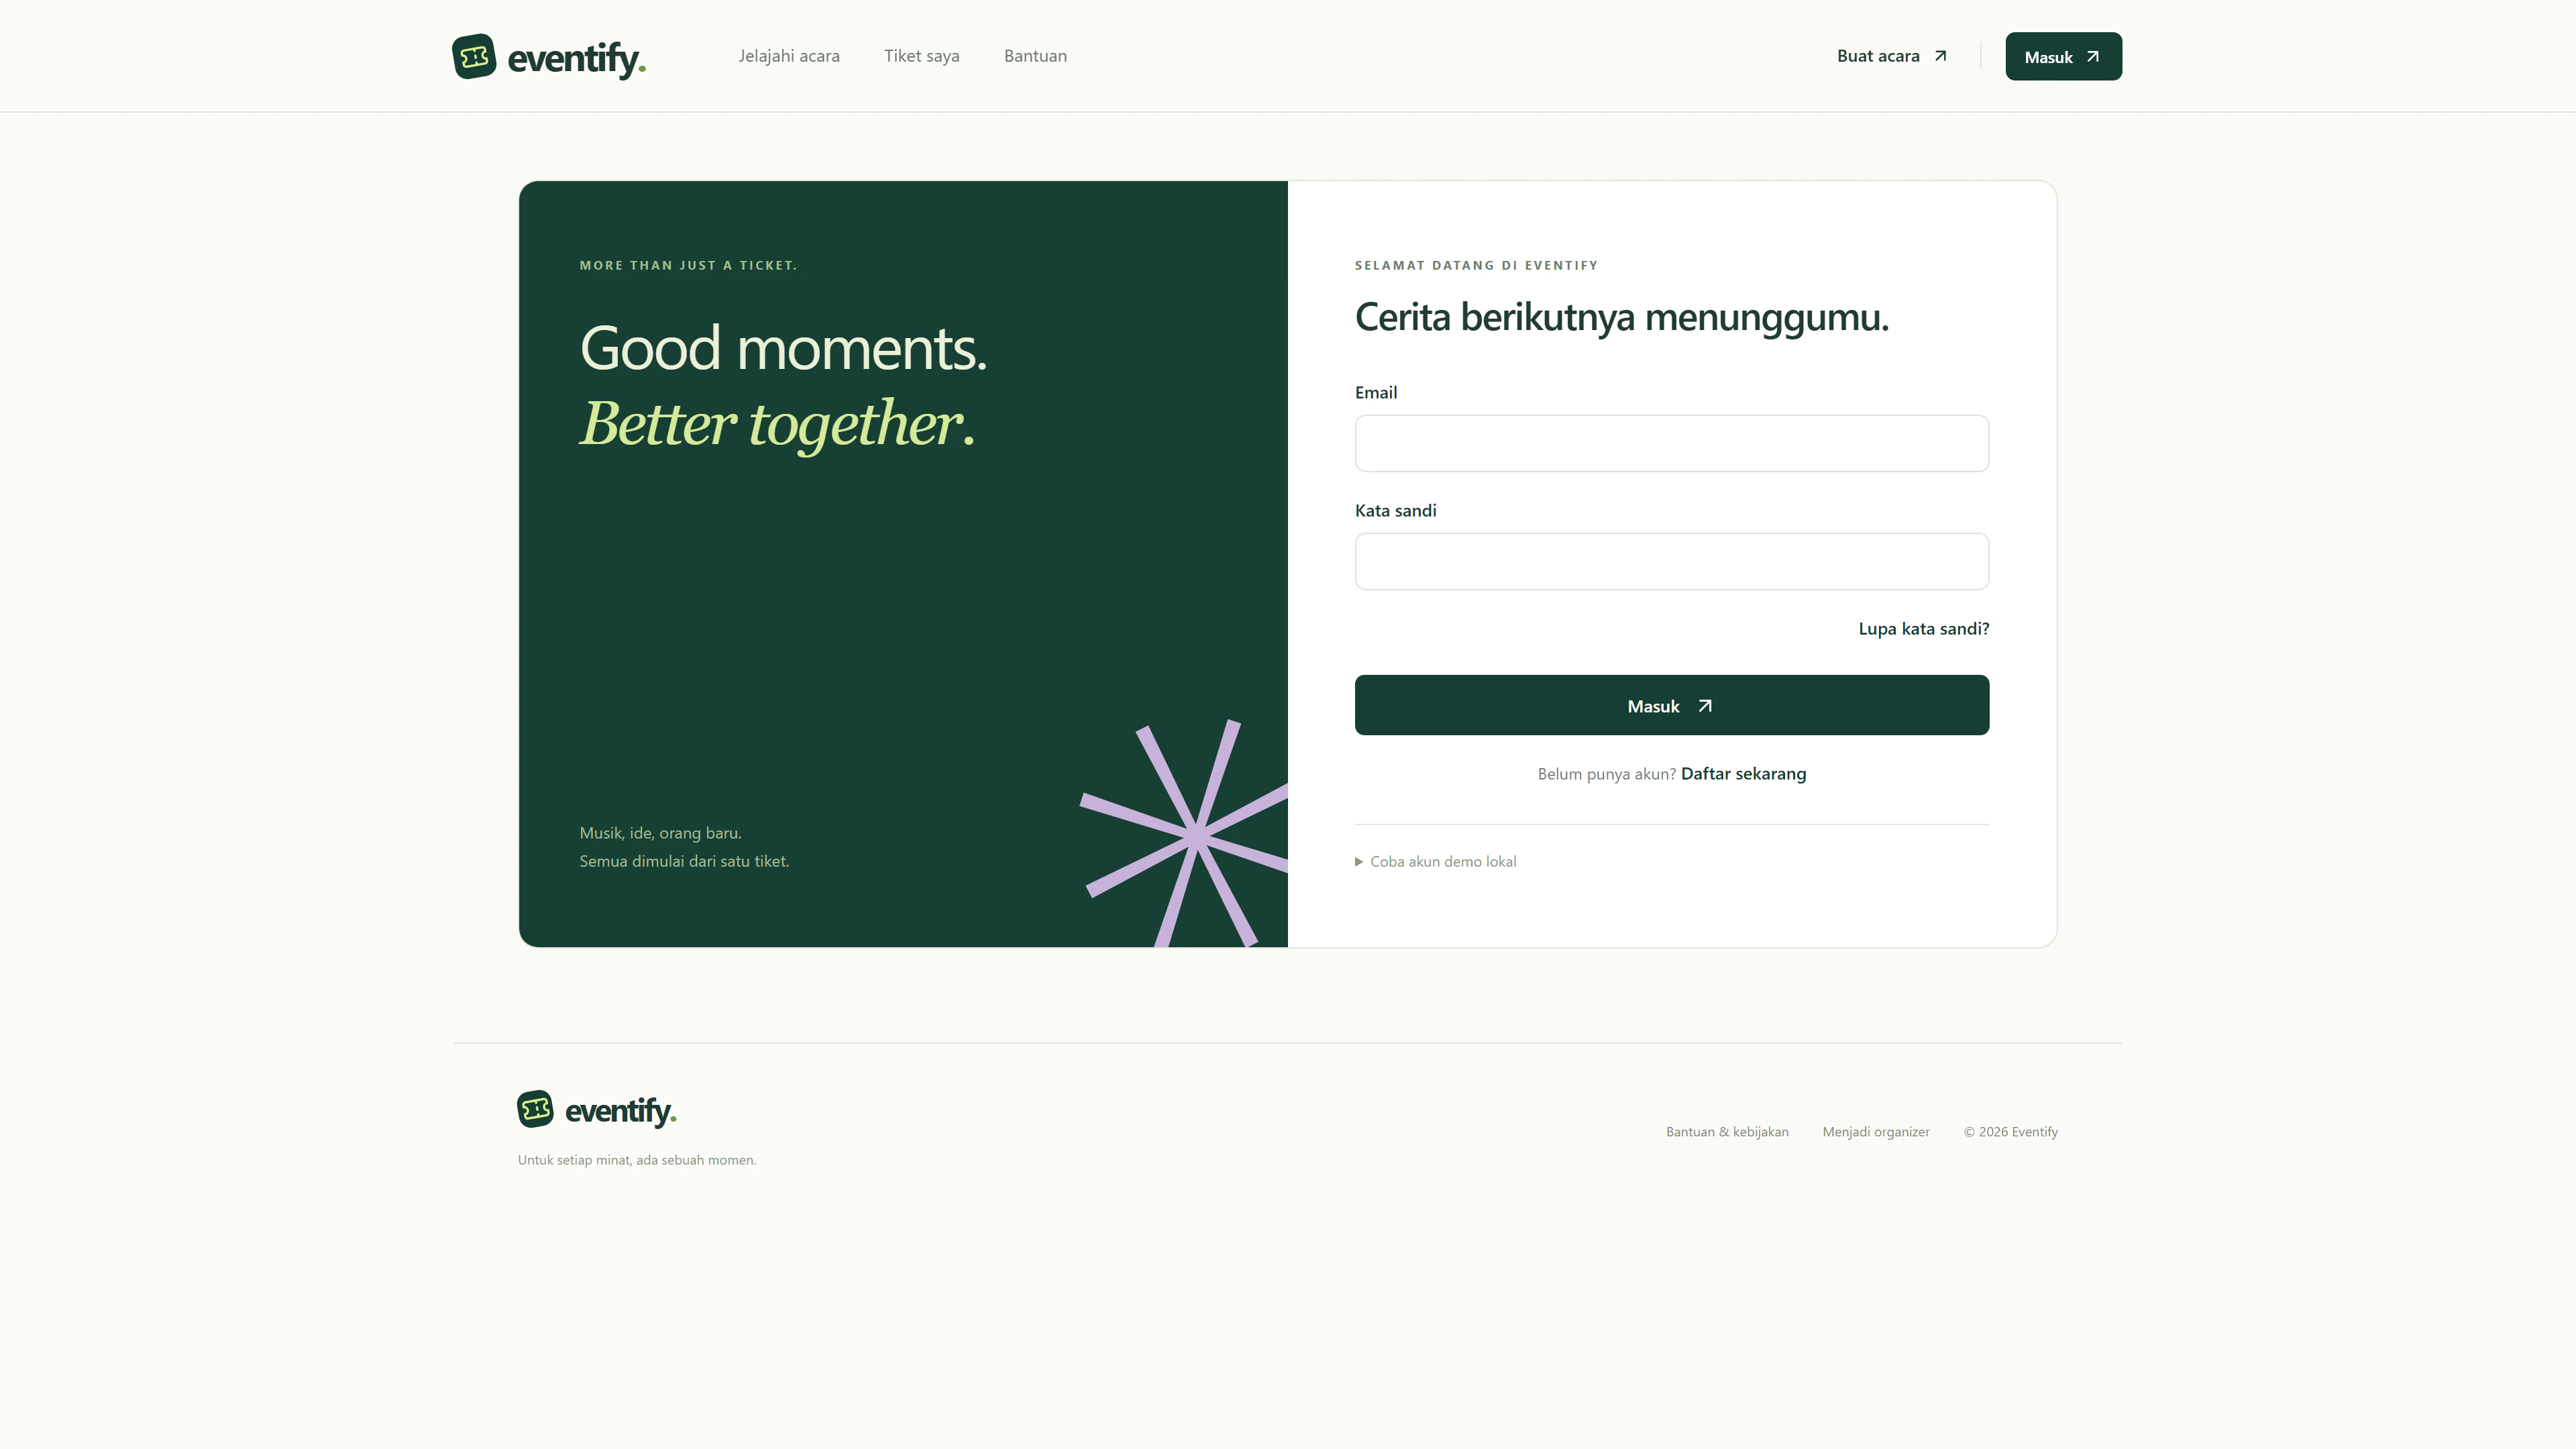 eventify.
Jelajahi acara
Tiket saya
Bantuan
Buat acara
Masuk
MORE THAN JUST A TICKET.
Good moments.
Better together.
Musik, ide, orang baru.
Semua dimulai dari satu tiket.
SELAMAT DATANG DI EVENTIFY
Cerita berikutnya menunggumu.
Email
Kata sandi
Lupa kata sandi?
Masuk
Belum punya akun? Daftar sekarang
Coba akun demo lokal
eventify.
Untuk setiap minat, ada sebuah momen.
Bantuan & kebijakan
Menjadi organizer
© 2026 Eventify